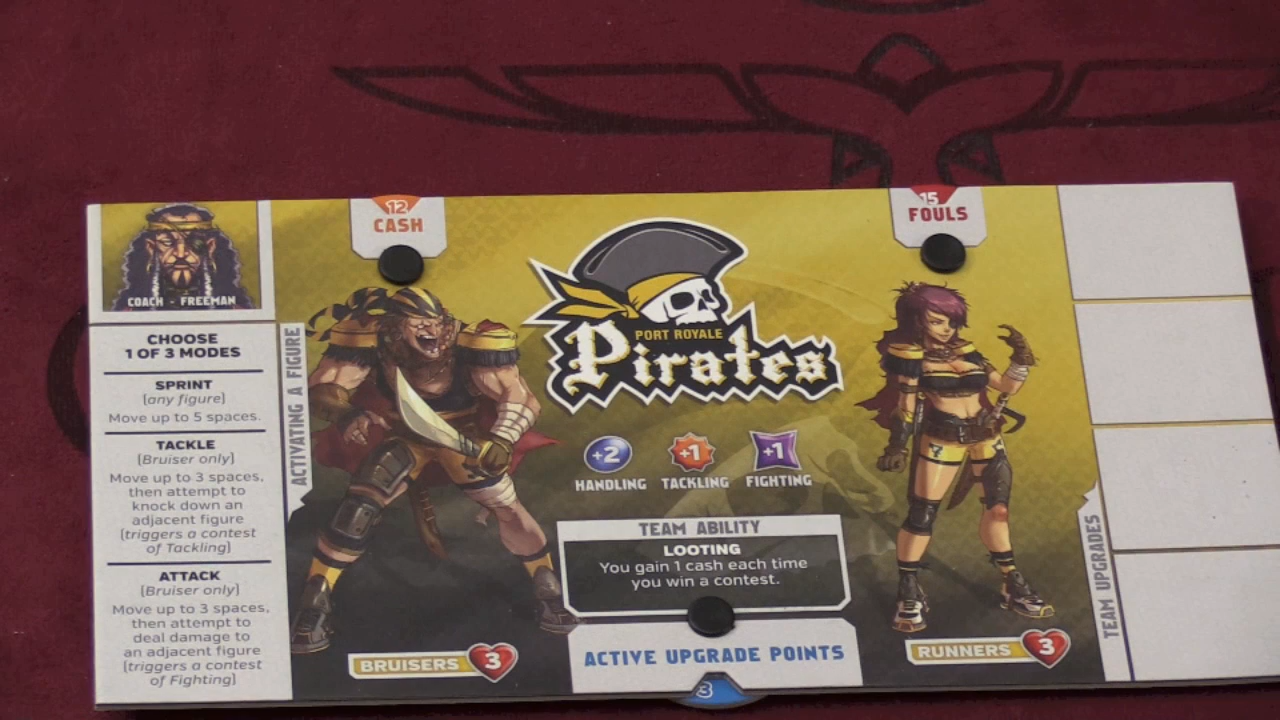 COACH - FREEMAN
CHOOSE
1 OF 3 MODES
SPRINT
(any figure)
Move up to 5 spaces.
TACKLE
(Bruiser only)
Move up to 3 spaces,
then attempt to
knock down an
adjacent figure
(triggers a contest
of Tackling)
ATTACK
(Bruiser only)
Move up to 3 spaces,
then attempt to
deal damage to
an adjacent figure
(triggers a contest
of Fighting)
ACTIVATING A FIGURE
12
CASH
15
FOULS
PORT ROYALE
Pirates
+2
HANDLING
+1
TACKLING
+1
FIGHTING
TEAM ABILITY
LOOTING
You gain 1 cash each time
you win a contest.
ACTIVE UPGRADE POINTS
3
BRUISERS 3
RUNNERS 3
TEAM UPGRADES